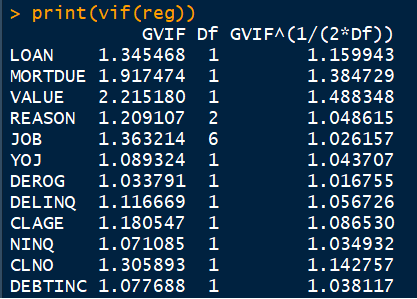 > print(vif(reg))
GVIF Df GVIF^(1/(2*Df))
LOAN 1.345468 1 1.159943
MORTDUE 1.917474 1 1.384729
VALUE 2.215180 1 1.488348
REASON 1.209107 2 1.048615
JOB 1.363214 6 1.026157
YOJ 1.089324 1 1.043707
DEROG 1.033791 1 1.016755
DELINQ 1.116669 1 1.056726
CLAGE 1.180547 1 1.086530
NINQ 1.071085 1 1.034932
CLNO 1.305893 1 1.142757
DEBTINC 1.077688 1 1.038117